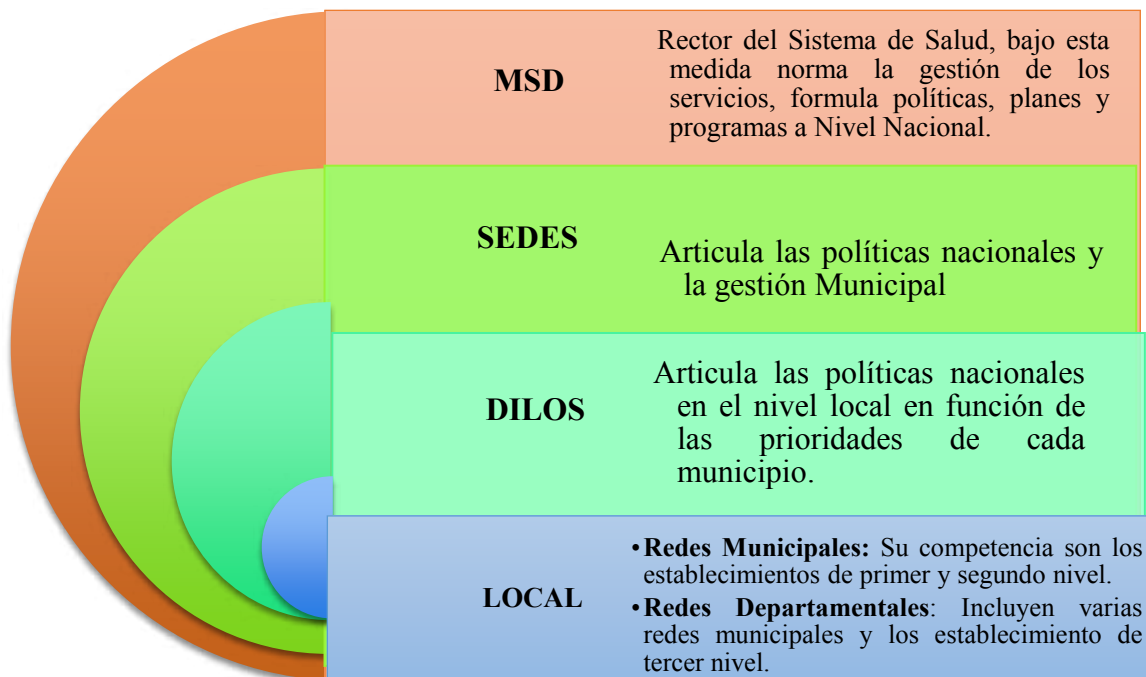 MSD
Rector del Sistema de Salud, bajo esta
medida norma la gestión de los
servicios, formula políticas, planes y
programas a Nivel Nacional.
SEDES
Articula las políticas nacionales y
la gestión Municipal
DILOS
Articula las políticas nacionales
en el nivel local en función de
las prioridades de cada
municipio.
LOCAL
•Redes Municipales: Su competencia son los
establecimientos de primer y segundo nivel.
•Redes Departamentales: Incluyen varias
redes municipales y los establecimiento de
tercer nivel.